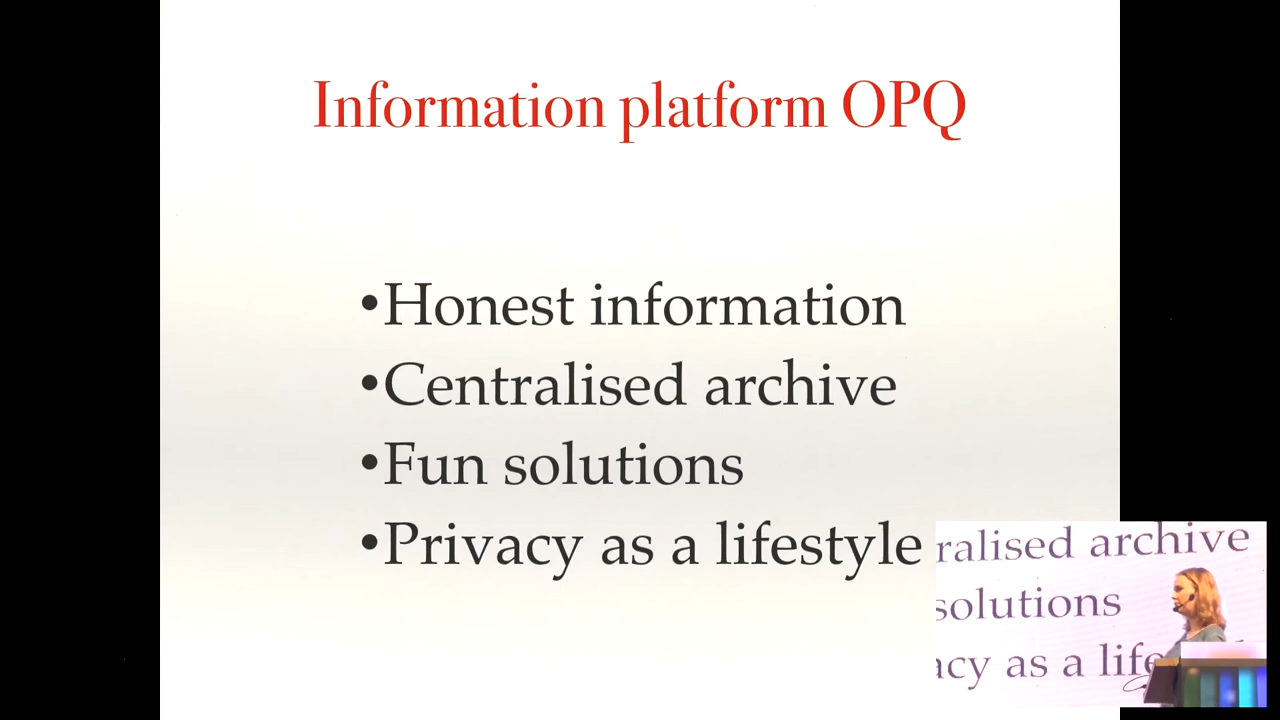 Information platform OPQ
•Honest information
•Centralised archive
•Fun solutions
•Privacy as a lifestyle
ralised archive
solutions
acy as a life